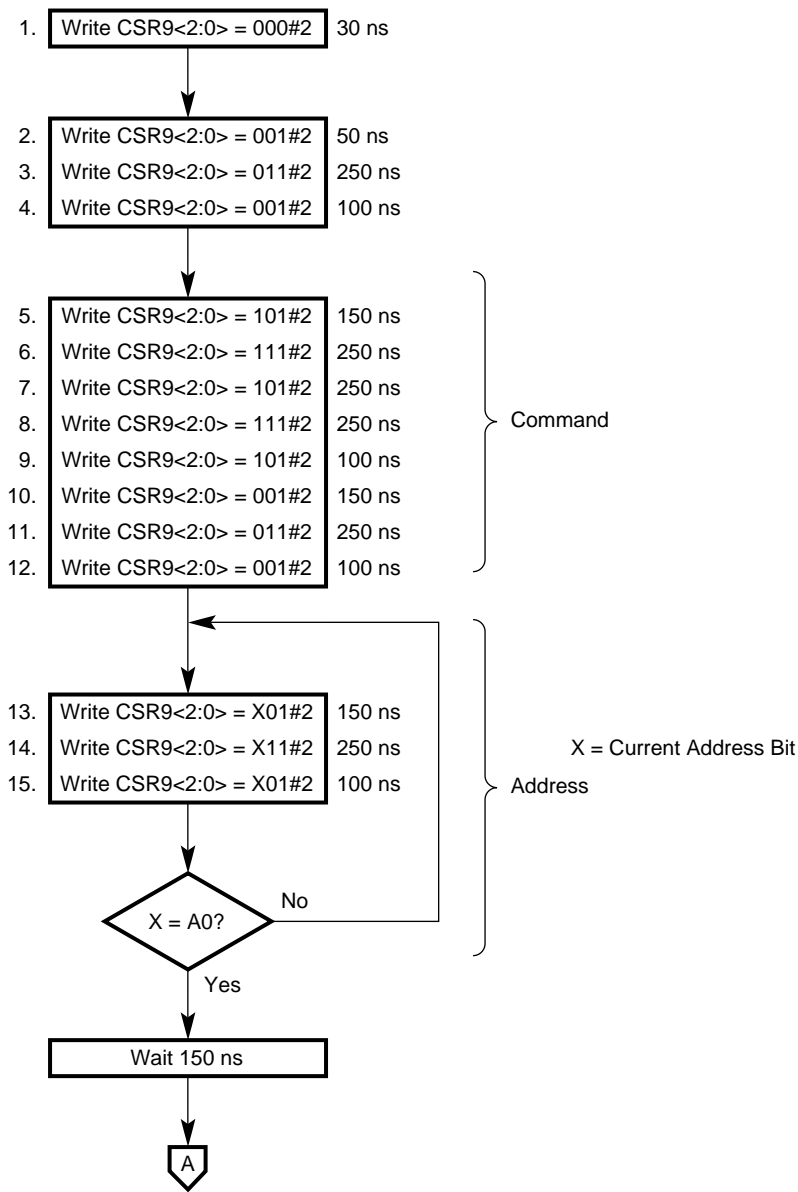 1. Write CSR9<2:0> = 000#2 30 ns
2. Write CSR9<2:0> = 001#2 50 ns
3. Write CSR9<2:0> = 011#2 250 ns
4. Write CSR9<2:0> = 001#2 100 ns
5. Write CSR9<2:0> = 101#2 150 ns
6. Write CSR9<2:0> = 111#2 250 ns
7. Write CSR9<2:0> = 101#2 250 ns
8. Write CSR9<2:0> = 111#2 250 ns
Command
9. Write CSR9<2:0> = 101#2 100 ns
10. Write CSR9<2:0> = 001#2 150 ns
11. Write CSR9<2:0> = 011#2 250 ns
12. Write CSR9<2:0> = 001#2 100 ns
13. Write CSR9<2:0> = X01#2 150 ns
14. Write CSR9<2:0> = X11#2 250 ns
X = Current Address Bit
15. Write CSR9<2:0> = X01#2 100 ns
Address
X = A0?
No
Yes
Wait 150 ns
A